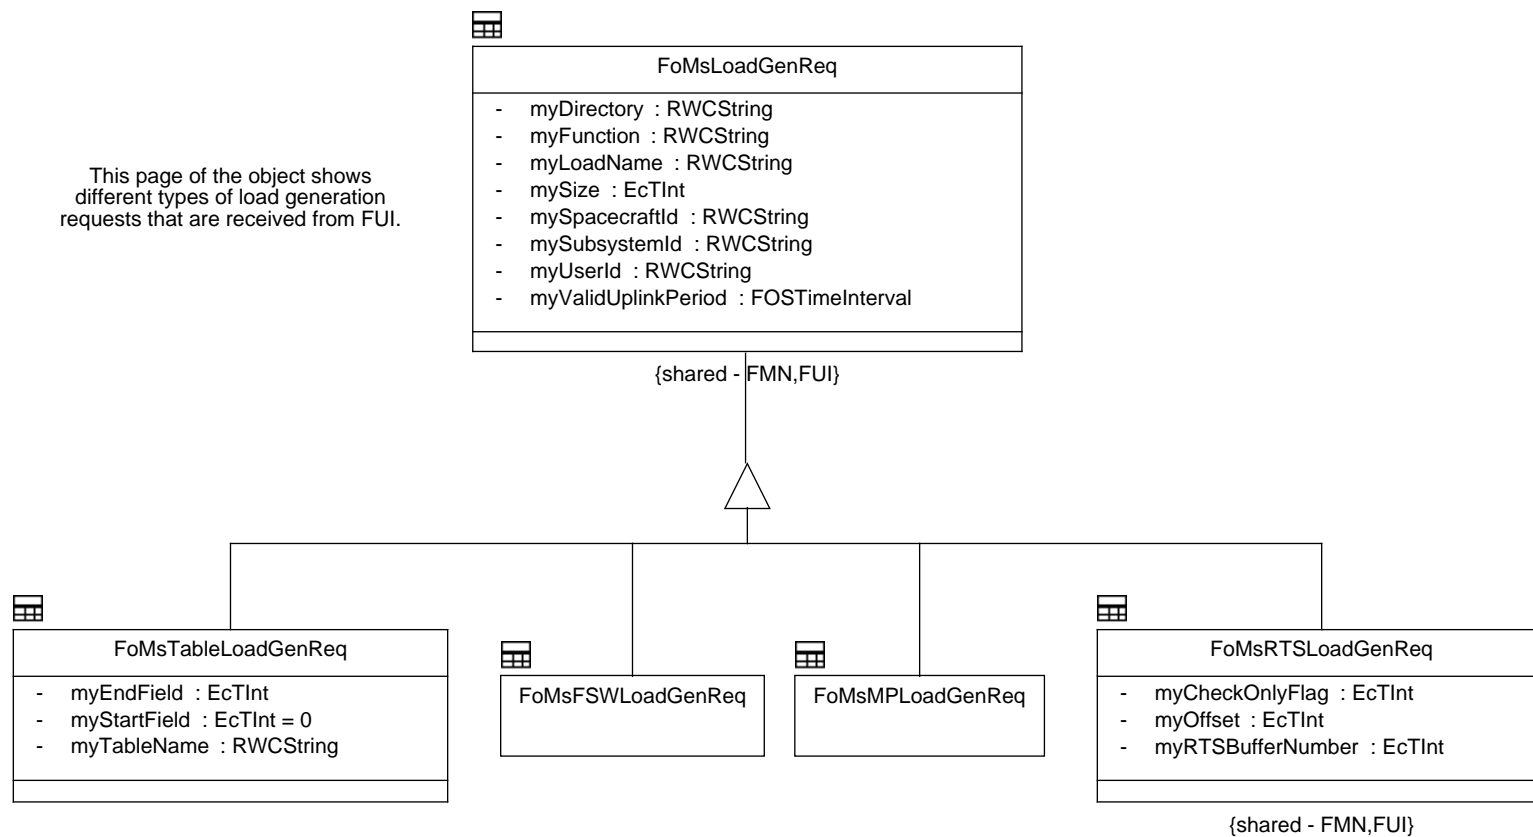 FoMsLoadGenReq
- myDirectory : RWCString
- myFunction : RWCString
- myLoadName : RWCString
- mySize : EcTInt
- mySpacecraftId : RWCString
- mySubsystemId : RWCString
- myUserId : RWCString
- myValidUplinkPeriod : FOSTimeInterval
This page of the object shows
different types of load generation
requests that are received from FUI.
{shared - FMN,FUI}
FoMsTableLoadGenReq
- myEndField : EcTInt
- myStartField : EcTInt = 0
- myTableName : RWCString
FoMsFSWLoadGenReq
FoMsMPLoadGenReq
FoMsRTSLoadGenReq
- myCheckOnlyFlag : EcTInt
- myOffset : EcTInt
- myRTSBufferNumber : EcTInt
{shared - FMN,FUI}